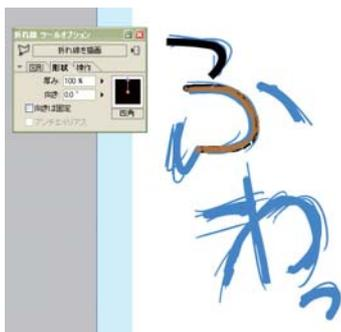 折れ線 ツールオプション
折れ線を描画
図形 形状 操作
厚み: 100 %
向き: 0.0 °
向きは固定
アンチエイリアス
四角
ふ
わっ